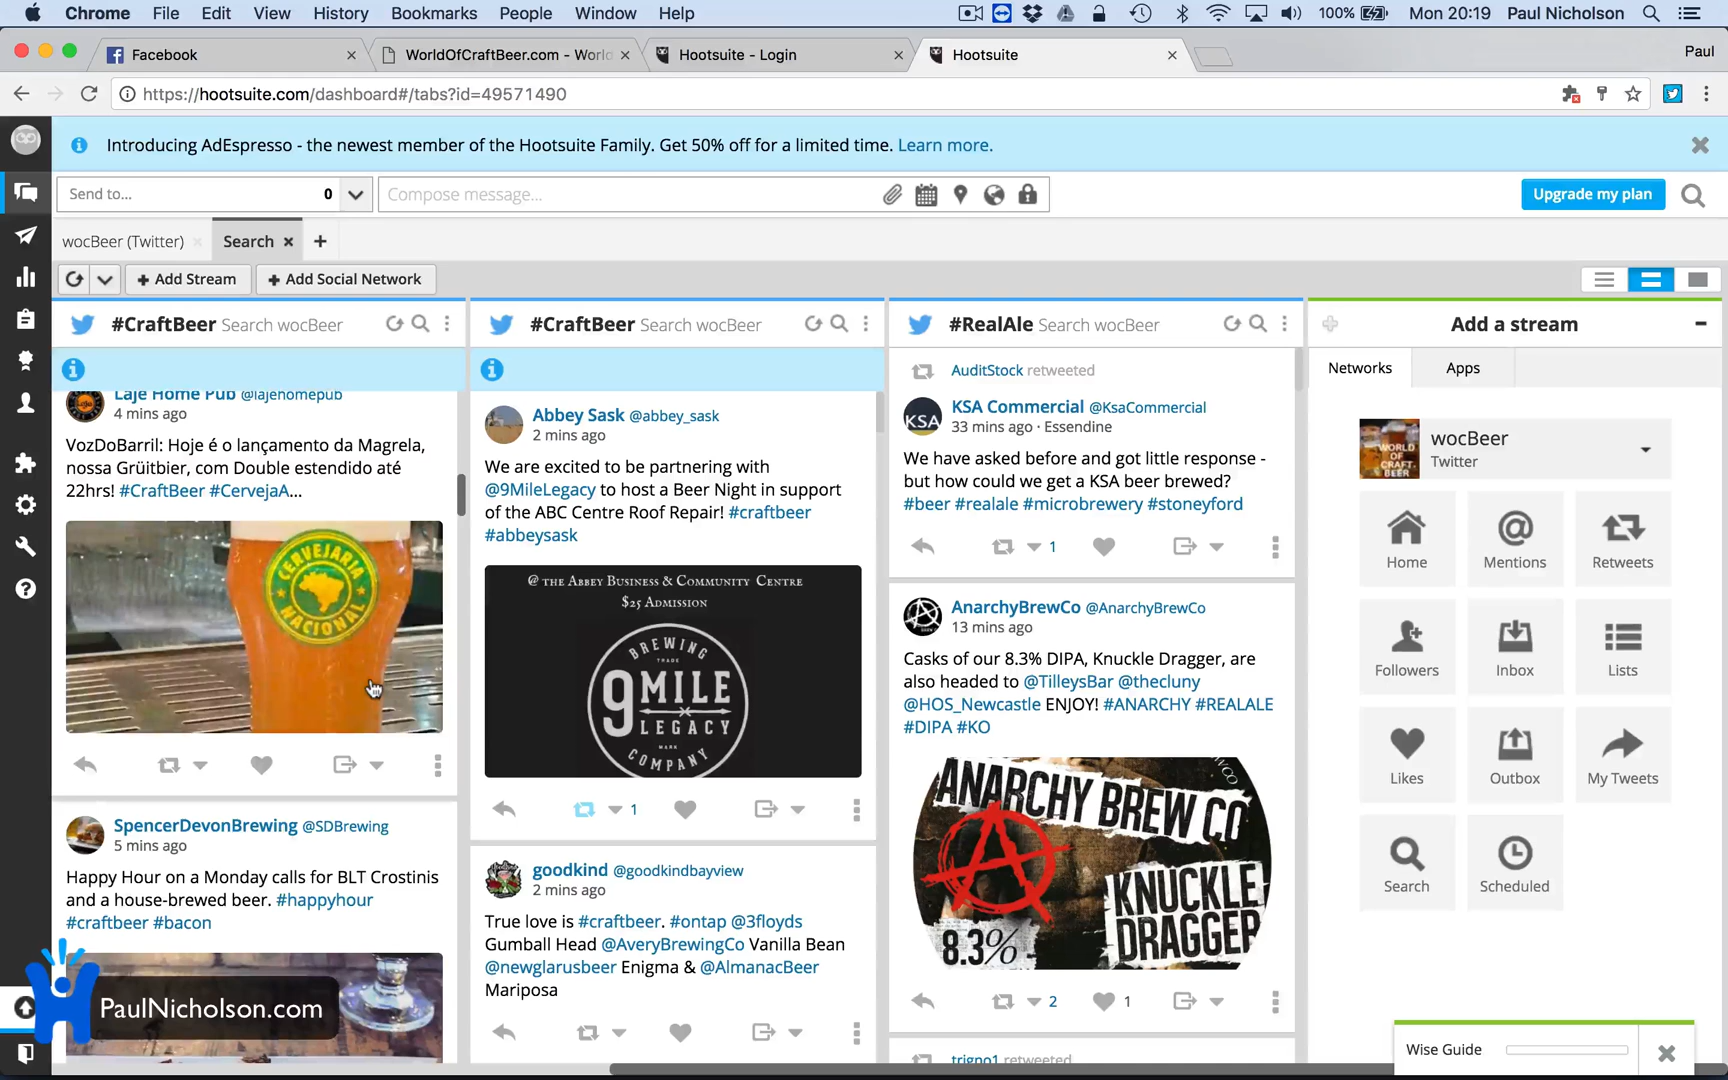 Chrome File Edit View History Bookmarks People Window Help 100% Mon 20:19 Paul Nicholson
Facebook WorldOfCraftBeer.com - World Hootsuite - Login Hootsuite Paul
https://hootsuite.com/dashboard#/tabs?id=49571490
Introducing AdEspresso - the newest member of the Hootsuite Family. Get 50% off for a limited time. Learn more.
Send to... 0 Compose message... Upgrade my plan
wocBeer (Twitter) Search
Add Stream Add Social Network
#CraftBeer Search wocBeer
Laje Home Pub @lajehomepub
4 mins ago
VozDoBarril: Hoje é o lançamento da Magrela,
nossa Grüitbier, com Double estendido até
22hrs! #CraftBeer #CervejaA...
CERVEJARIA
NACIONAL
SpencerDevonBrewing @SDBrewing
5 mins ago
Happy Hour on a Monday calls for BLT Crostinis
and a house-brewed beer. #happyhour
#craftbeer #bacon
PaulNicholson.com
#CraftBeer Search wocBeer
Abbey Sask @abbey_sask
2 mins ago
We are excited to be partnering with
@9MileLegacy to host a Beer Night in support
of the ABC Centre Roof Repair! #craftbeer
#abbeysask
@ THE ABBEY BUSINESS & COMMUNITY CENTRE
$25 ADMISSION
BREWING
TRADE
9 MILE
LEGACY
MARK
COMPANY
1
goodkind @goodkindbayview
2 mins ago
True love is #craftbeer. #ontap @3floyds
Gumball Head @AveryBrewingCo Vanilla Bean
@newglarusbeer Enigma & @AlmanacBeer
Mariposa
#RealAle Search wocBeer
AuditStock retweeted
KSA
KSA Commercial @KsaCommercial
33 mins ago · Essendine
We have asked before and got little response -
but how could we get a KSA beer brewed?
#beer #realale #microbrewery #stoneyford
1
AnarchyBrewCo @AnarchyBrewCo
13 mins ago
Casks of our 8.3% DIPA, Knuckle Dragger, are
also headed to @TilleysBar @thecluny
@HOS_Newcastle ENJOY! #ANARCHY #REALALE
#DIPA #KO
ANARCHY BREW CO
KNUCKLE
DRAGGER
8.3%
2 1
trigno1 retweeted
Add a stream
Networks Apps
WORLD
OF
CRAFT
BEER
wocBeer
Twitter
Home Mentions Retweets
Followers Inbox Lists
Likes Outbox My Tweets
Search Scheduled
Wise Guide